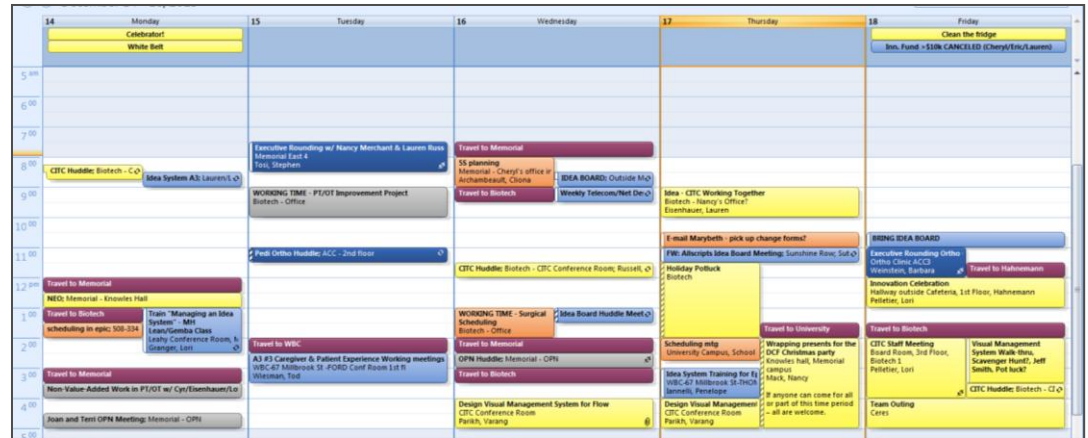 14 Monday
15 Tuesday
16 Wednesday
17 Thursday
18 Friday
Celebrator!
White Belt
Clean the fridge
Inn. Fund >$10k CANCELED (Cheryl/Eric/Lauren)
5 am
6 00
7 00
8 00
9 00
10 00
11 00
12 pm
1 00
2 00
3 00
4 00
5 00
CITC Huddle; Biotech - C
Idea System A3; Lauren/L
Travel to Memorial
NEO; Memorial - Knowles Hall
Travel to Biotech
scheduling in epic; 508-334
Train "Managing an Idea
System" - MH
Lean/Gemba Class
Leahy Conference Room, M
Granger, Lori
Travel to Memorial
Non-Value-Added Work in PT/OT w/ Cyr/Eisenhauer/Lo
Joan and Terri OPN Meeting; Memorial - OPN
Executive Rounding w/ Nancy Merchant & Lauren Russ
Memorial East 4
Tosi, Stephen
WORKING TIME - PT/OT Improvement Project
Biotech - Office
Pedi Ortho Huddle; ACC - 2nd floor
Travel to WBC
A3 #3 Caregiver & Patient Experience Working meetings
WBC-67 Millbrook St -FORD Conf Room 1st fl
Wiesman, Tod
Travel to Memorial
5S planning
Memorial - Cheryl's office ir
Archambeault, Cliona
IDEA BOARD; Outside M
Travel to Biotech
Weekly Telecom/Net De
CITC Huddle; Biotech - CITC Conference Room; Russell,
WORKING TIME - Surgical
Scheduling
Biotech - Office
Idea Board Huddle Meet
Travel to Memorial
OPN Huddle; Memorial - OPN
Travel to Biotech
Design Visual Management System for Flow
CITC Conference Room
Parikh, Varang
Idea - CITC Working Together
Biotech - Nancy's Office?
Eisenhauer, Lauren
E-mail Marybeth - pick up change forms?
FW: Allscripts Idea Board Meeting; Sunshine Row; Sut
Holiday Potluck
Biotech
Travel to University
Scheduling mtg
University Campus, School
Wrapping presents for the
DCF Christmas party
Knowles hall, Memorial
campus
Mack, Nancy
If anyone can come for all
or part of this time period
- all are welcome.
Idea System Training for E
WBC-67 Millbrook St-THO
Iannelli, Penelope
Design Visual Management
CITC Conference Room
Parikh, Varang
BRING IDEA BOARD
Executive Rounding Ortho
Ortho Clinic ACC3
Weinstein, Barbara
Travel to Hahnemann
Innovation Celebration
Hallway outside Cafeteria, 1st Floor, Hahnemann
Pelletier, Lori
Travel to Biotech
CITC Staff Meeting
Board Room, 3rd Floor,
Biotech 1
Pelletier, Lori
Visual Management
System Walk-thru,
Scavenger Hunt?, Jeff
Smith, Pot luck?
CITC Huddle; Biotech - CI
Team Outing
Ceres